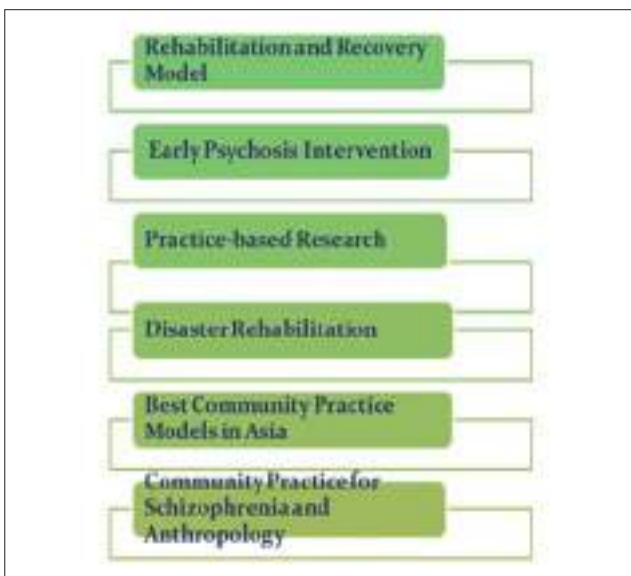 Rehabilitation and Recovery
Model
Early Psychosis Intervention
Practice-based Research
Disaster Rehabilitation
Best Community Practice
Models in Asia
Community Practice for
Schizophrenia and
Anthropology